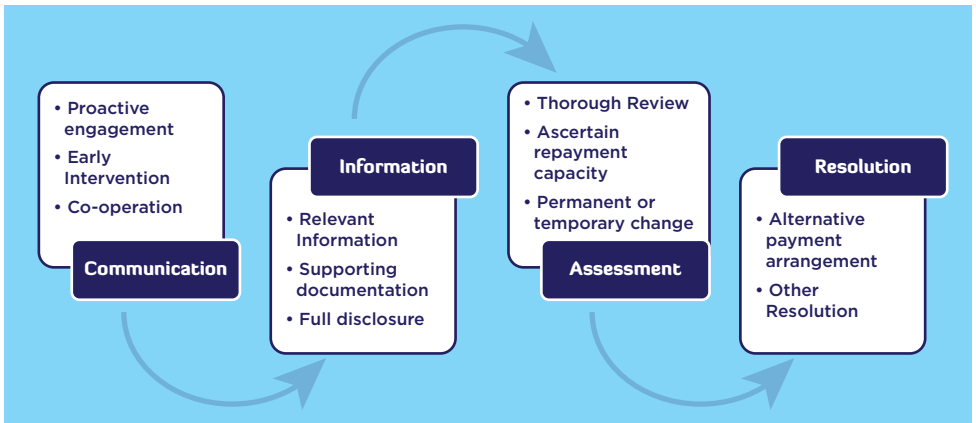 • Proactive
engagement
• Early
Intervention
• Co-operation
Communication
Information
• Relevant
Information
• Supporting
documentation
• Full disclosure
• Thorough Review
• Ascertain
repayment
capacity
• Permanent or
temporary change
Assessment
Resolution
• Alternative
payment
arrangement
• Other
Resolution